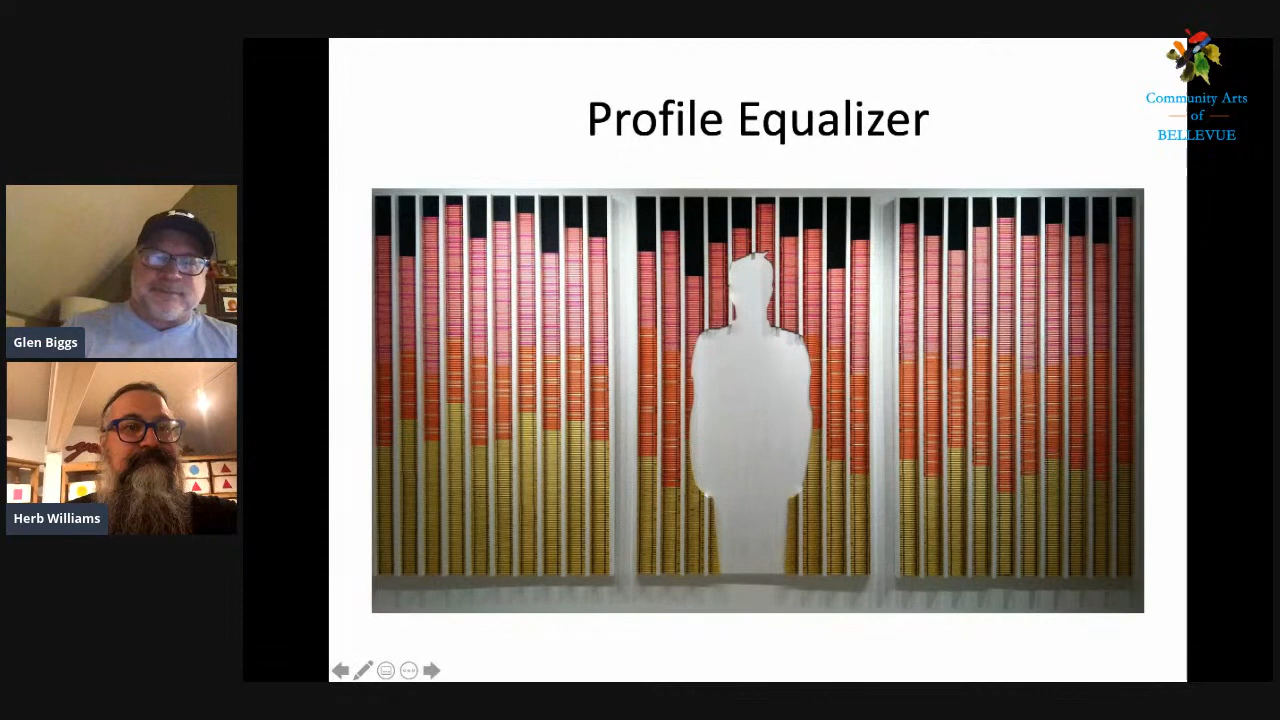 Profile Equalizer
Community Arts
of
BELLEVUE
Glen Biggs
Herb Williams